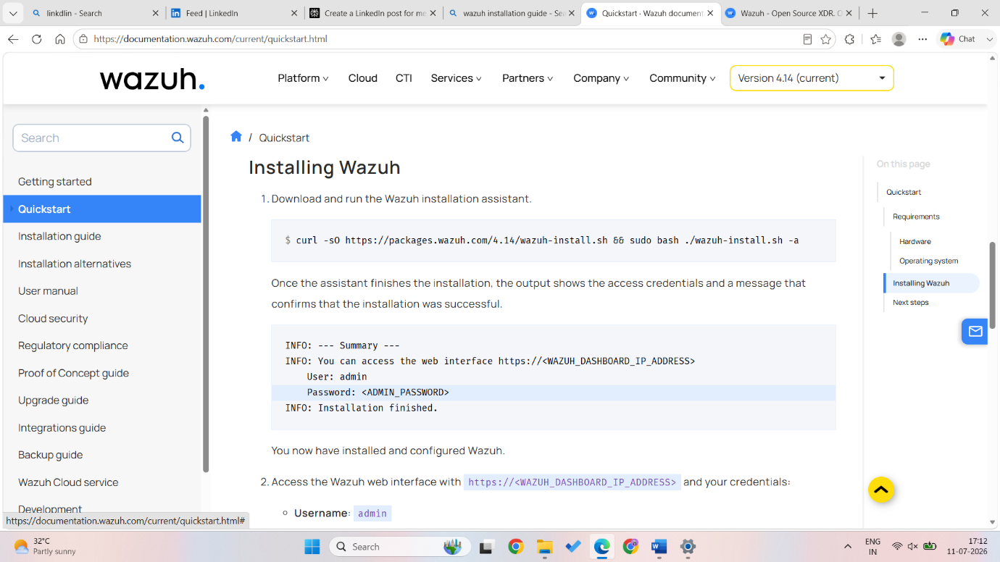 linkdlin - Search
Feed | LinkedIn
Create a LinkedIn post for me
wazuh installation guide - Sea
Quickstart · Wazuh document
Wazuh - Open Source XDR. O
https://documentation.wazuh.com/current/quickstart.html
Chat
wazuh.
Platform
Cloud
CTI
Services
Partners
Company
Community
Version 4.14 (current)
Search
Getting started
Quickstart
Installation guide
Installation alternatives
User manual
Cloud security
Regulatory compliance
Proof of Concept guide
Upgrade guide
Integrations guide
Backup guide
Wazuh Cloud service
Development
https://documentation.wazuh.com/current/quickstart.html#
/ Quickstart
Installing Wazuh
1. Download and run the Wazuh installation assistant.
$ curl -sO https://packages.wazuh.com/4.14/wazuh-install.sh && sudo bash ./wazuh-install.sh -a
Once the assistant finishes the installation, the output shows the access credentials and a message that
confirms that the installation was successful.
INFO: --- Summary ---
INFO: You can access the web interface https://<WAZUH_DASHBOARD_IP_ADDRESS>
User: admin
Password: <ADMIN_PASSWORD>
INFO: Installation finished.
You now have installed and configured Wazuh.
2. Access the Wazuh web interface with https://<WAZUH_DASHBOARD_IP_ADDRESS> and your credentials:
Username: admin
On this page
Quickstart
Requirements
Hardware
Operating system
Installing Wazuh
Next steps
32°C
Partly sunny
Search
ENG
IN
17:12
11-07-2026